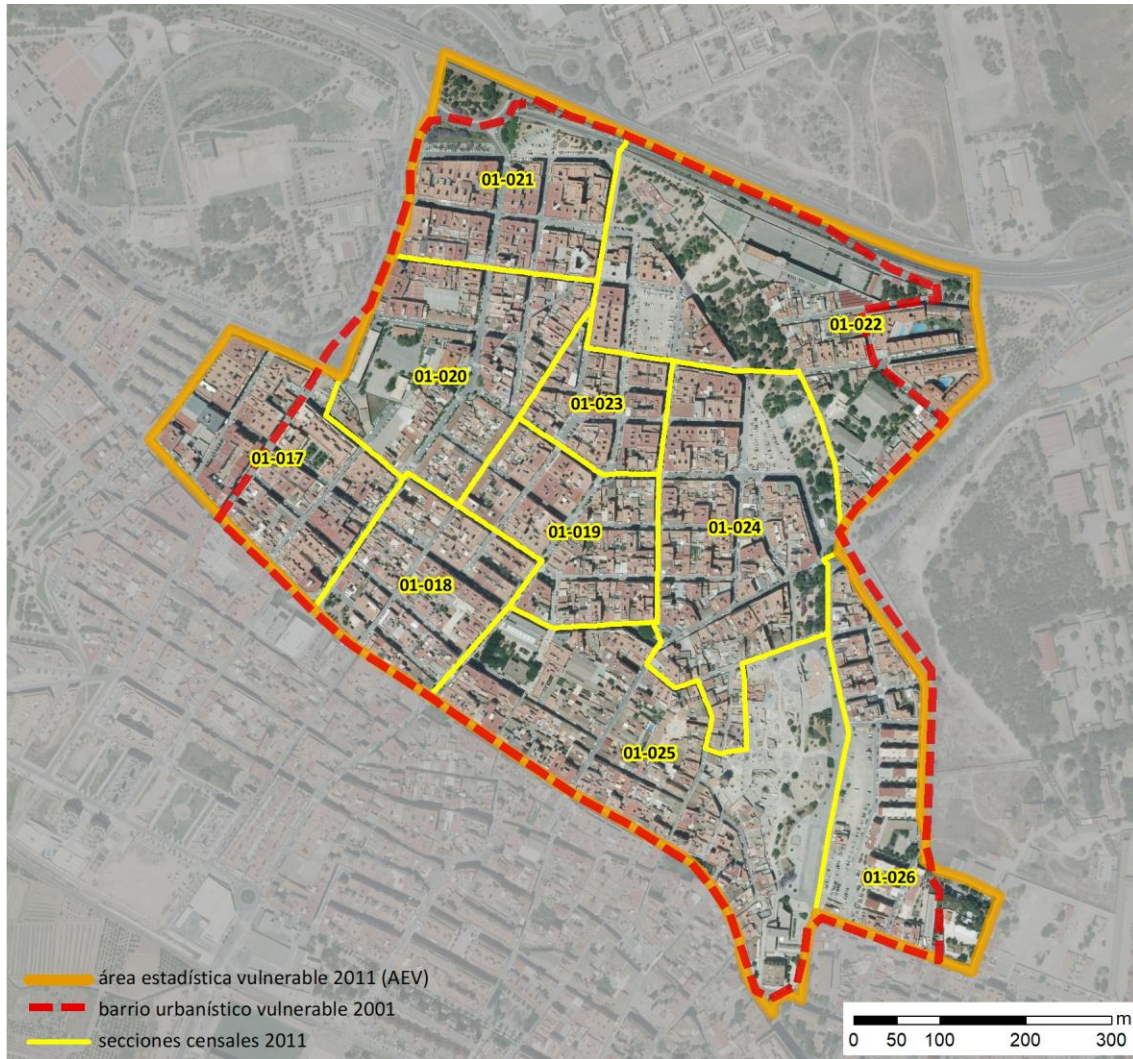 01-021
01-022
01-020
01-023
01-017
01-019
01-024
01-018
01-025
01-026
área estadística vulnerable 2011 (AEV)
barrio urbanístico vulnerable 2001
secciones censales 2011
m
0 50 100 200 300